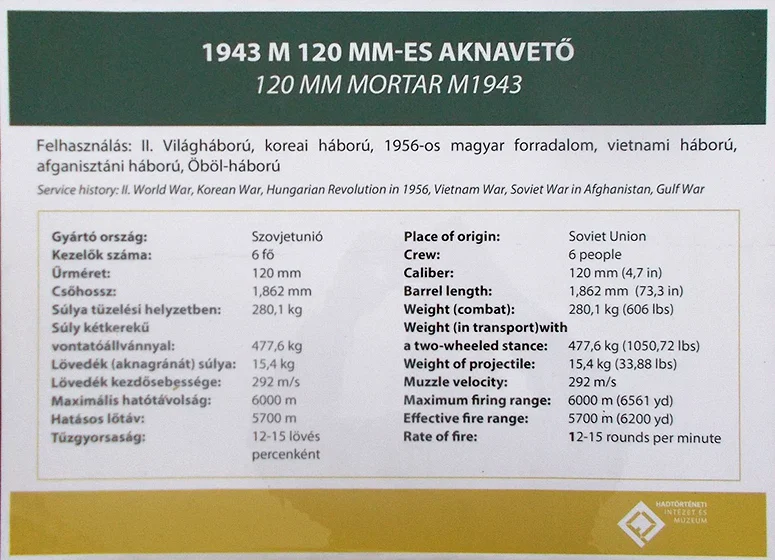 1943 M 120 MM-ES AKNAVETŐ
120 MM MORTAR M1943
Felhasználás: II. Világháború, koreai háború, 1956-os magyar forradalom, vietnami háború,
afganisztáni háború, Öböl-háború
Service history: II. World War, Korean War, Hungarian Revolution in 1956, Vietnam War, Soviet War in Afghanistan, Gulf War
Gyártó ország: Szovjetunió
Kezelők száma: 6 fő
Űrméret: 120 mm
Csőhossz: 1,862 mm
Súlya tüzelési helyzetben: 280,1 kg
Súly kétkerekű
vontatóállvánnyal: 477,6 kg
Lövedék (aknagránát) súlya: 15,4 kg
Lövedék kezdősebessége: 292 m/s
Maximális hatótávolság: 6000 m
Hatásos lőtáv: 5700 m
Tűzgyorsaság: 12-15 lövés
percenként
Place of origin: Soviet Union
Crew: 6 people
Caliber: 120 mm (4,7 in)
Barrel length: 1,862 mm (73,3 in)
Weight (combat): 280,1 kg (606 lbs)
Weight (in transport)with
a two-wheeled stance: 477,6 kg (1050,72 lbs)
Weight of projectile: 15,4 kg (33,88 lbs)
Muzzle velocity: 292 m/s
Maximum firing range: 6000 m (6561 yd)
Effective fire range: 5700 m (6200 yd)
Rate of fire: 12-15 rounds per minute
HADTÖRTÉNETI
INTÉZET ÉS
MÚZEUM